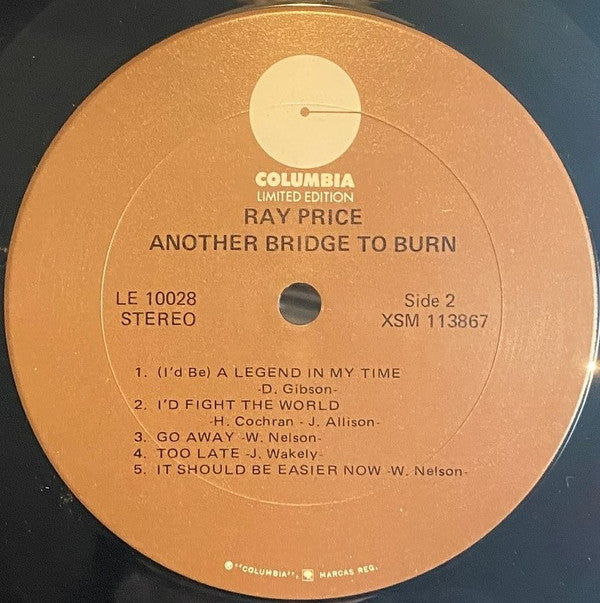 COLUMBIA
LIMITED EDITION
RAY PRICE
ANOTHER BRIDGE TO BURN
LE 10028
STEREO
Side 2
XSM 113867
1. (I'd Be) A LEGEND IN MY TIME
-D. Gibson-
2. I'D FIGHT THE WORLD
-H. Cochran - J. Allison-
3. GO AWAY -W. Nelson-
4. TOO LATE -J. Wakely-
5. IT SHOULD BE EASIER NOW -W. Nelson-
® "COLUMBIA", MARCAS REG.